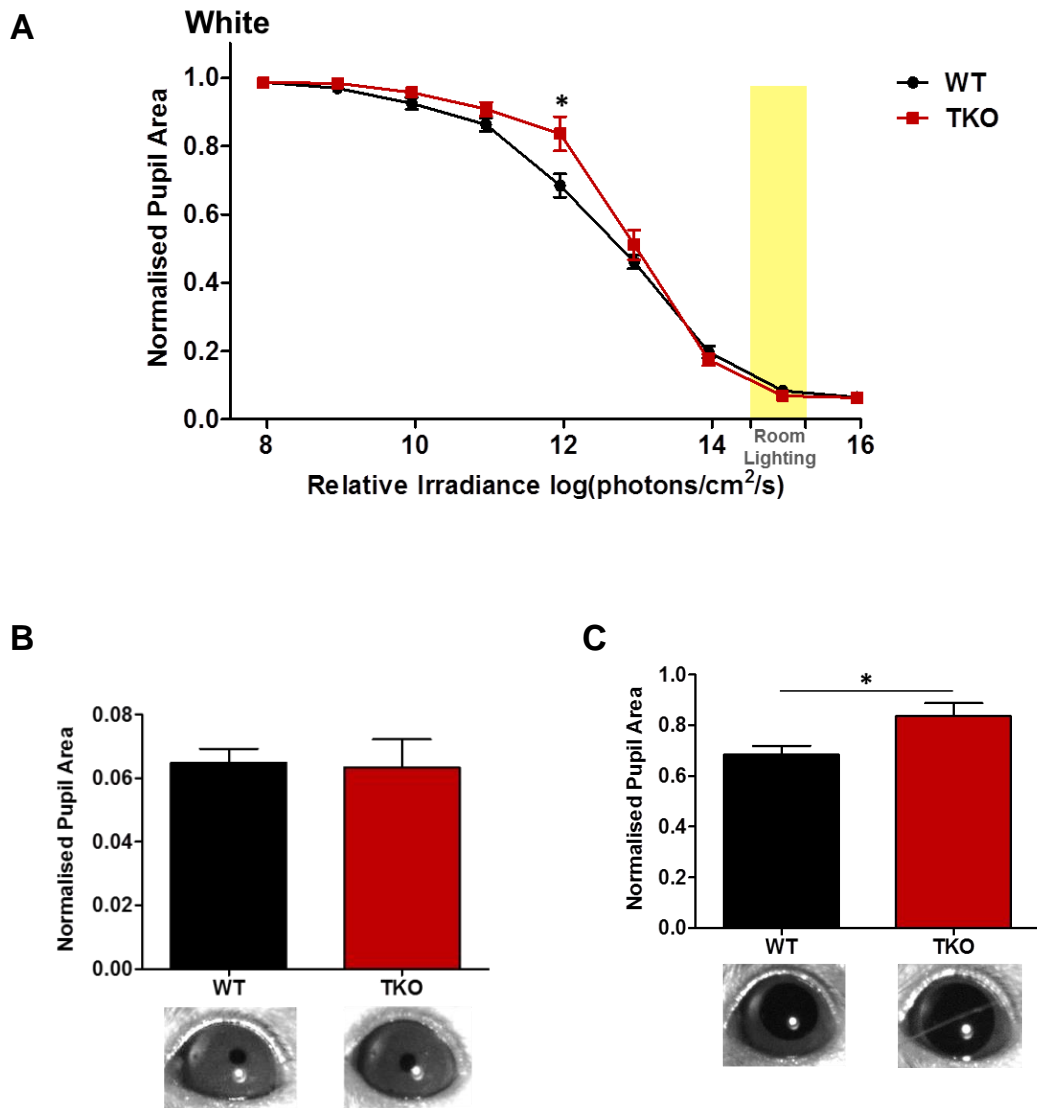 A
White
Normalised Pupil Area
1.0
0.8
0.6
0.4
0.2
0.0
*
WT
TKO
8
10
12
14
16
Room
Lighting
Relative Irradiance log(photons/cm²/s)
B
Normalised Pupil Area
0.08
0.06
0.04
0.02
0.00
WT
TKO
C
Normalised Pupil Area
1.0
0.8
0.6
0.4
0.2
0.0
*
WT
TKO